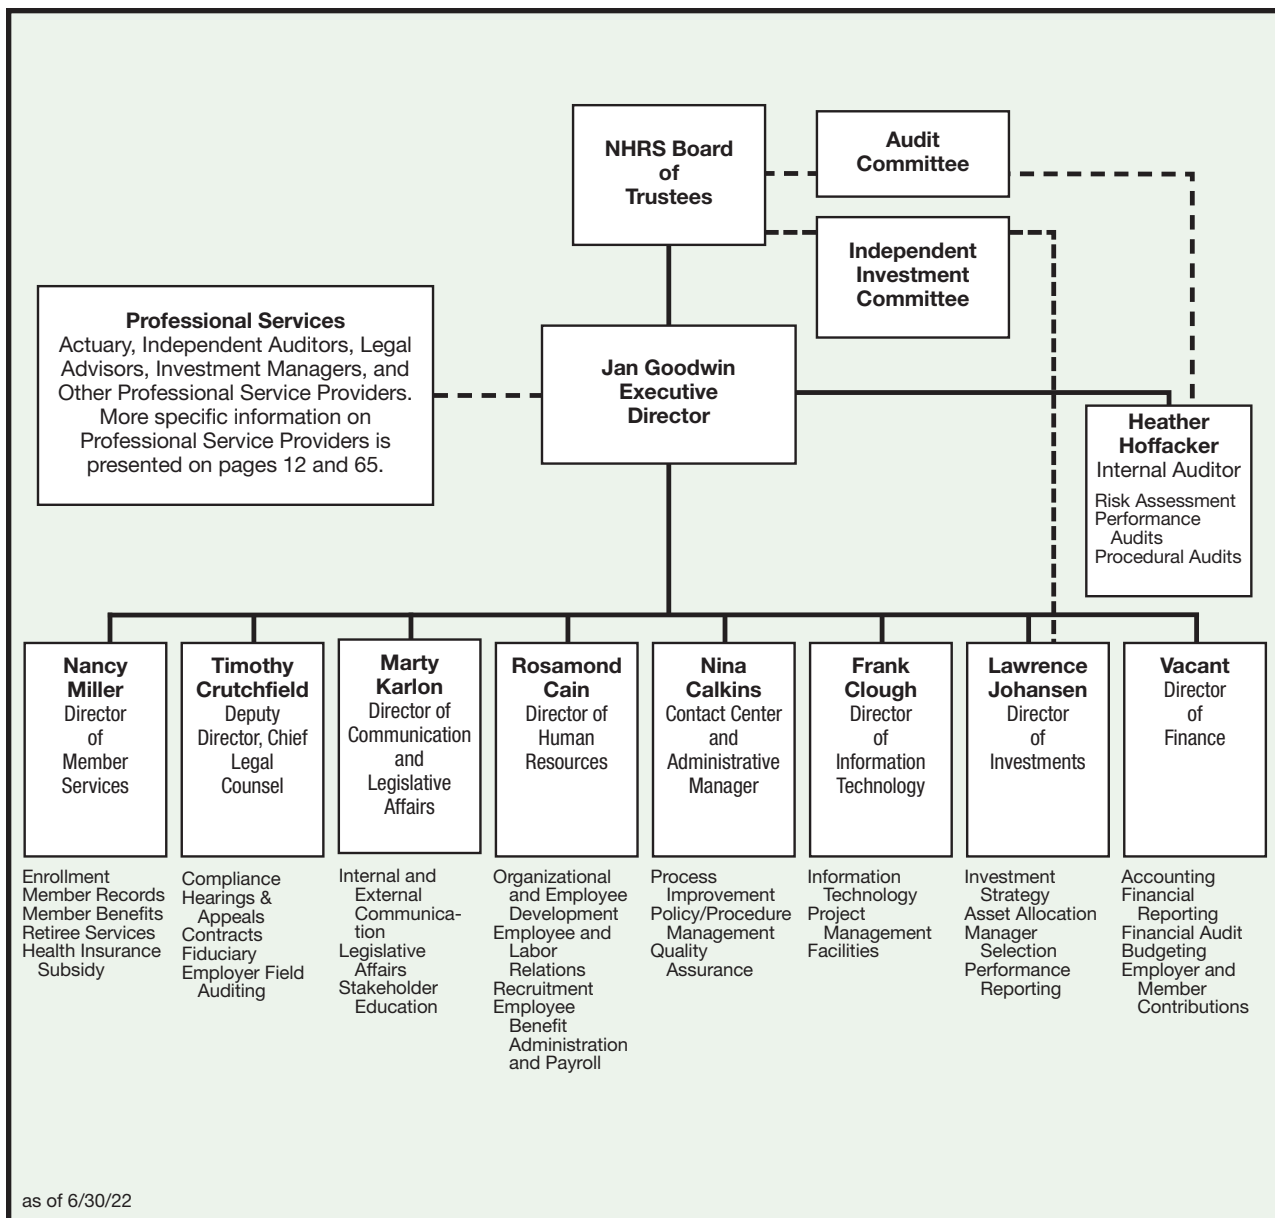 NHRS Board
of
Trustees
Audit
Committee
Independent
Investment
Committee
Professional Services
Actuary, Independent Auditors, Legal
Advisors, Investment Managers, and
Other Professional Service Providers.
More specific information on
Professional Service Providers is
presented on pages 12 and 65.
Jan Goodwin
Executive
Director
Heather
Hoffacker
Internal Auditor
Risk Assessment
Performance
Audits
Procedural Audits
Nancy
Miller
Director
of
Member
Services
Timothy
Crutchfield
Deputy
Director, Chief
Legal
Counsel
Marty
Karlon
Director of
Communication
and
Legislative
Affairs
Rosamond
Cain
Director of
Human
Resources
Nina
Calkins
Contact Center
and
Administrative
Manager
Frank
Clough
Director
of
Information
Technology
Lawrence
Johansen
Director
of
Investments
Vacant
Director
of
Finance
Enrollment
Member Records
Member Benefits
Retiree Services
Health Insurance
Subsidy
Compliance
Hearings &
Appeals
Contracts
Fiduciary
Employer Field
Auditing
Internal and
External
Communica-
tion
Legislative
Affairs
Stakeholder
Education
Organizational
and Employee
Development
Employee and
Labor
Relations
Recruitment
Employee
Benefit
Administration
and Payroll
Process
Improvement
Policy/Procedure
Management
Quality
Assurance
Information
Technology
Project
Management
Facilities
Investment
Strategy
Asset Allocation
Manager
Selection
Performance
Reporting
Accounting
Financial
Reporting
Financial Audit
Budgeting
Employer and
Member
Contributions
as of 6/30/22